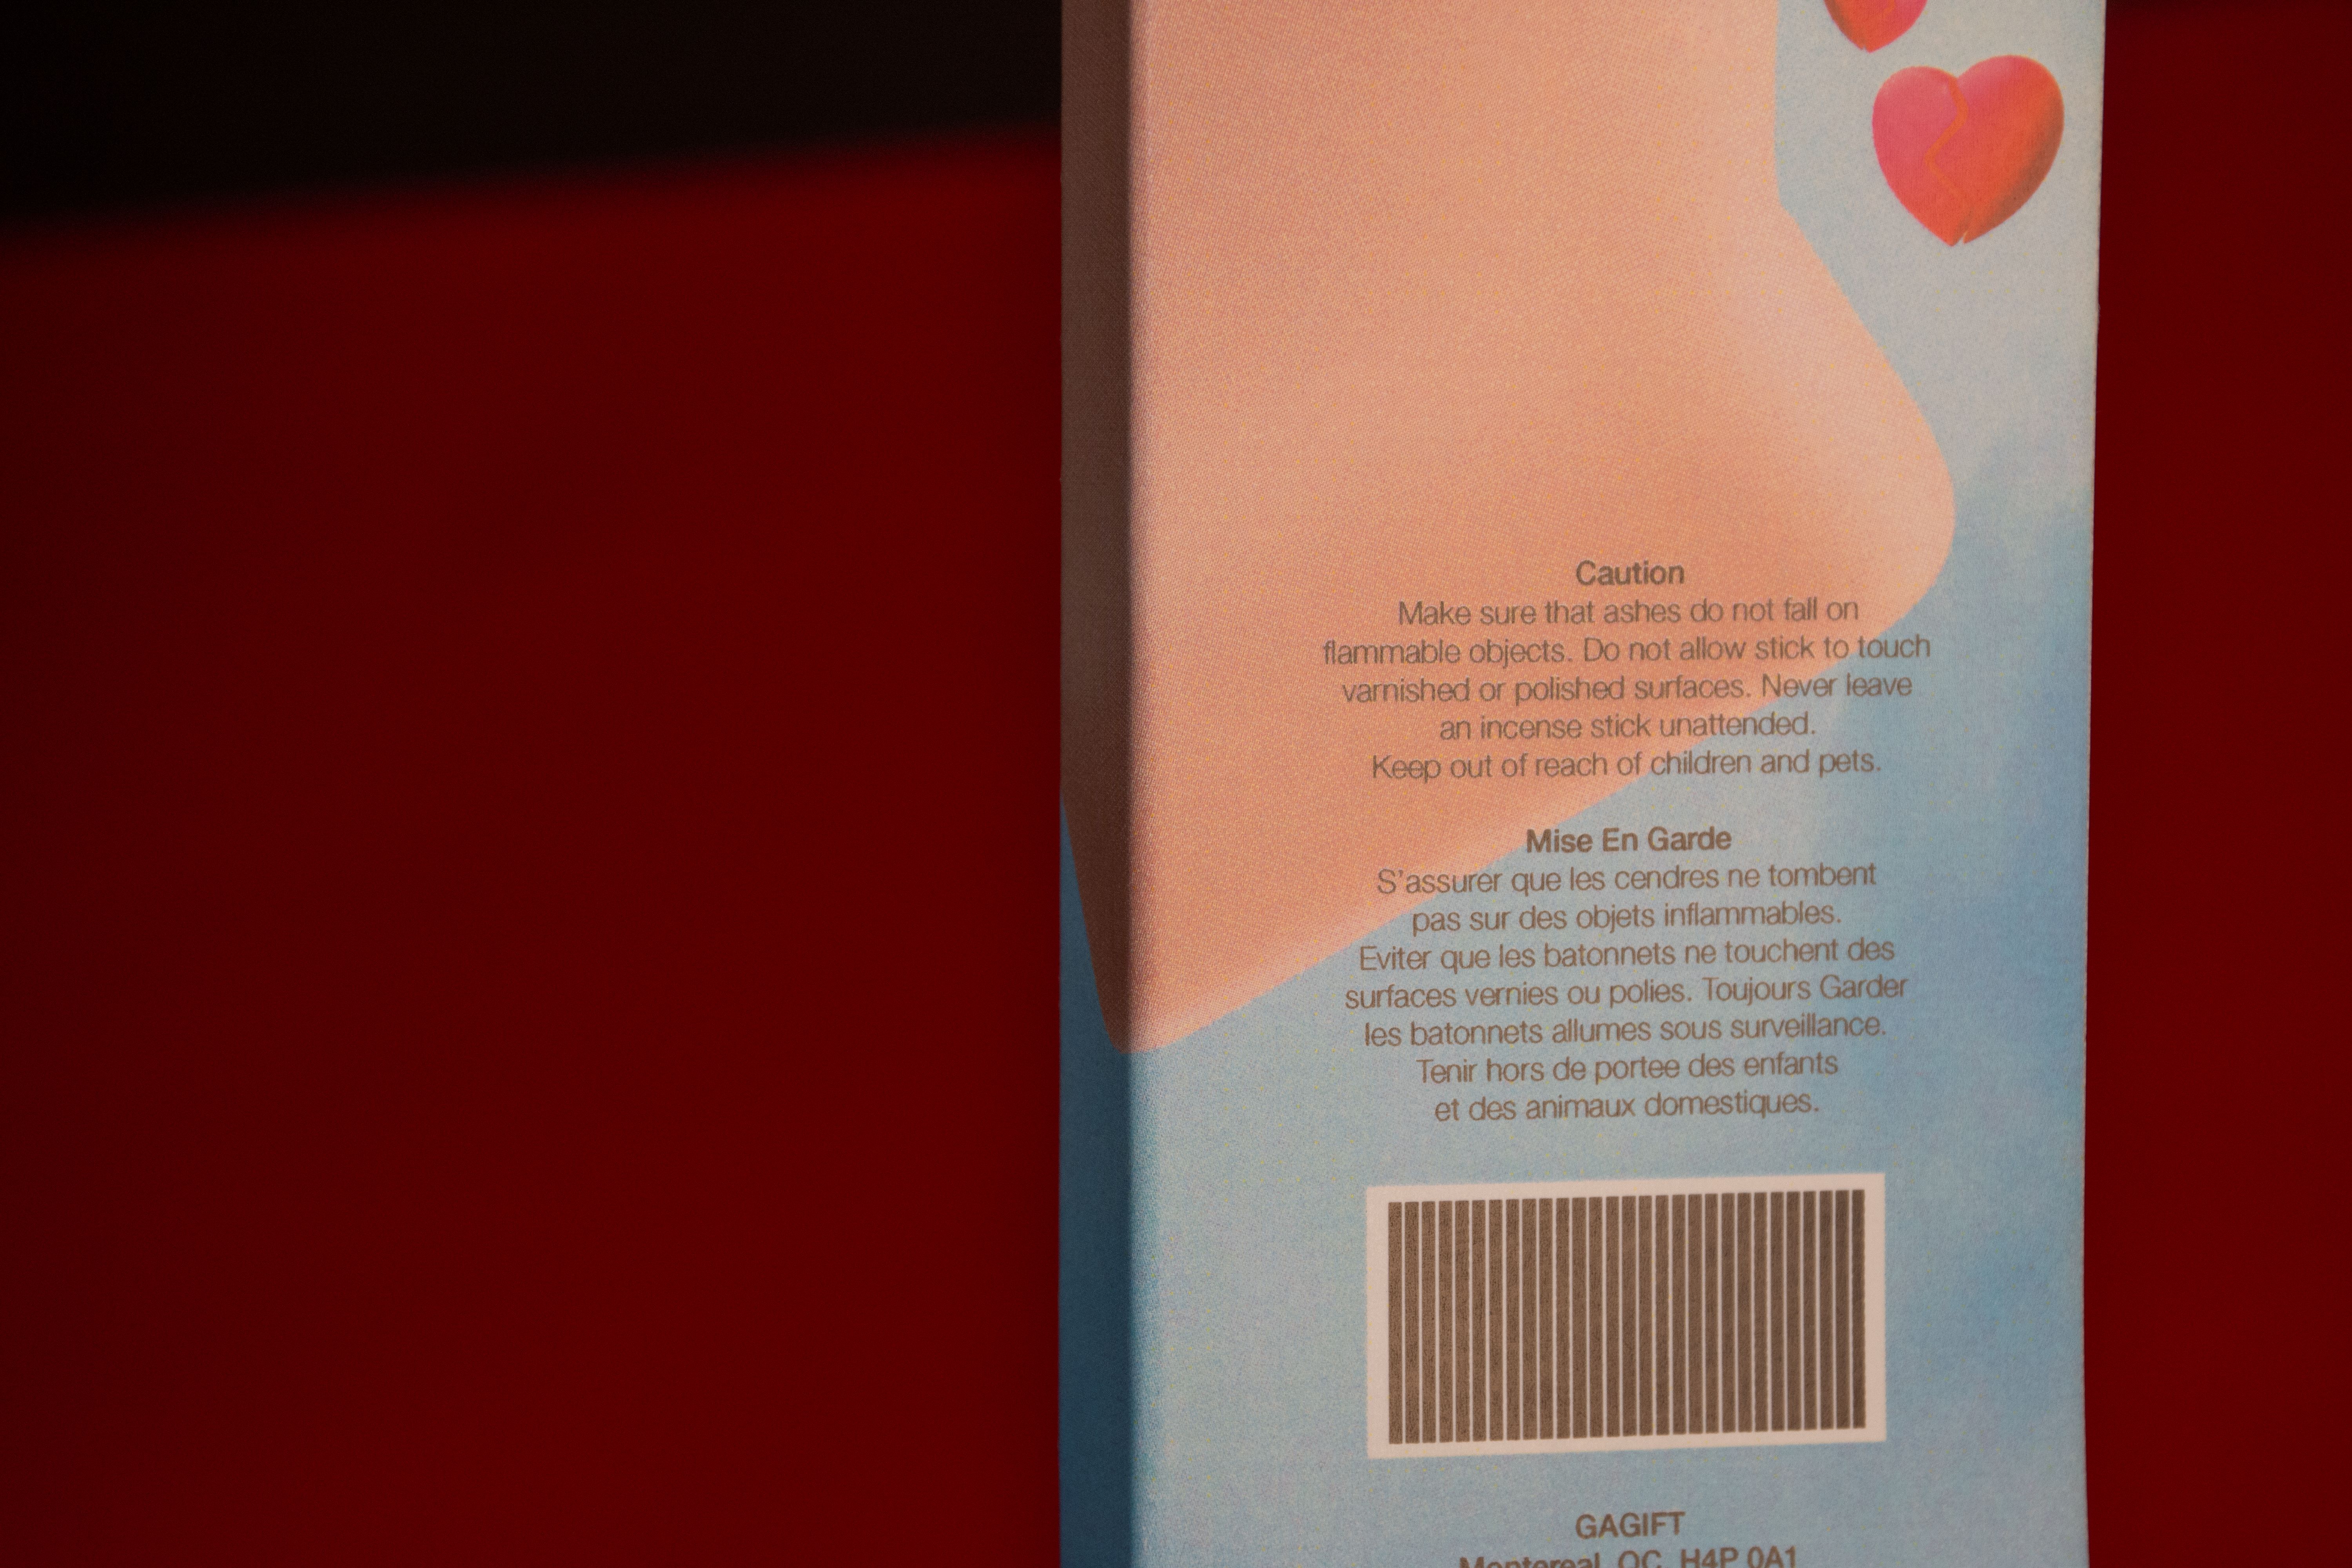 Caution
Make sure that ashes do not fall on
flammable objects. Do not allow stick to touch
varnished or polished surfaces. Never leave
an incense stick unattended.
Keep out of reach of children and pets.
Mise En Garde
S'assurer que les cendres ne tombent
pas sur des objets inflammables.
Eviter que les batonnets ne touchent des
surfaces vernies ou polies. Toujours Garder
les batonnets allumes sous surveillance.
Tenir hors de portee des enfants
et des animaux domestiques.
GAGIFT
Montereal, QC, H4P 0A1